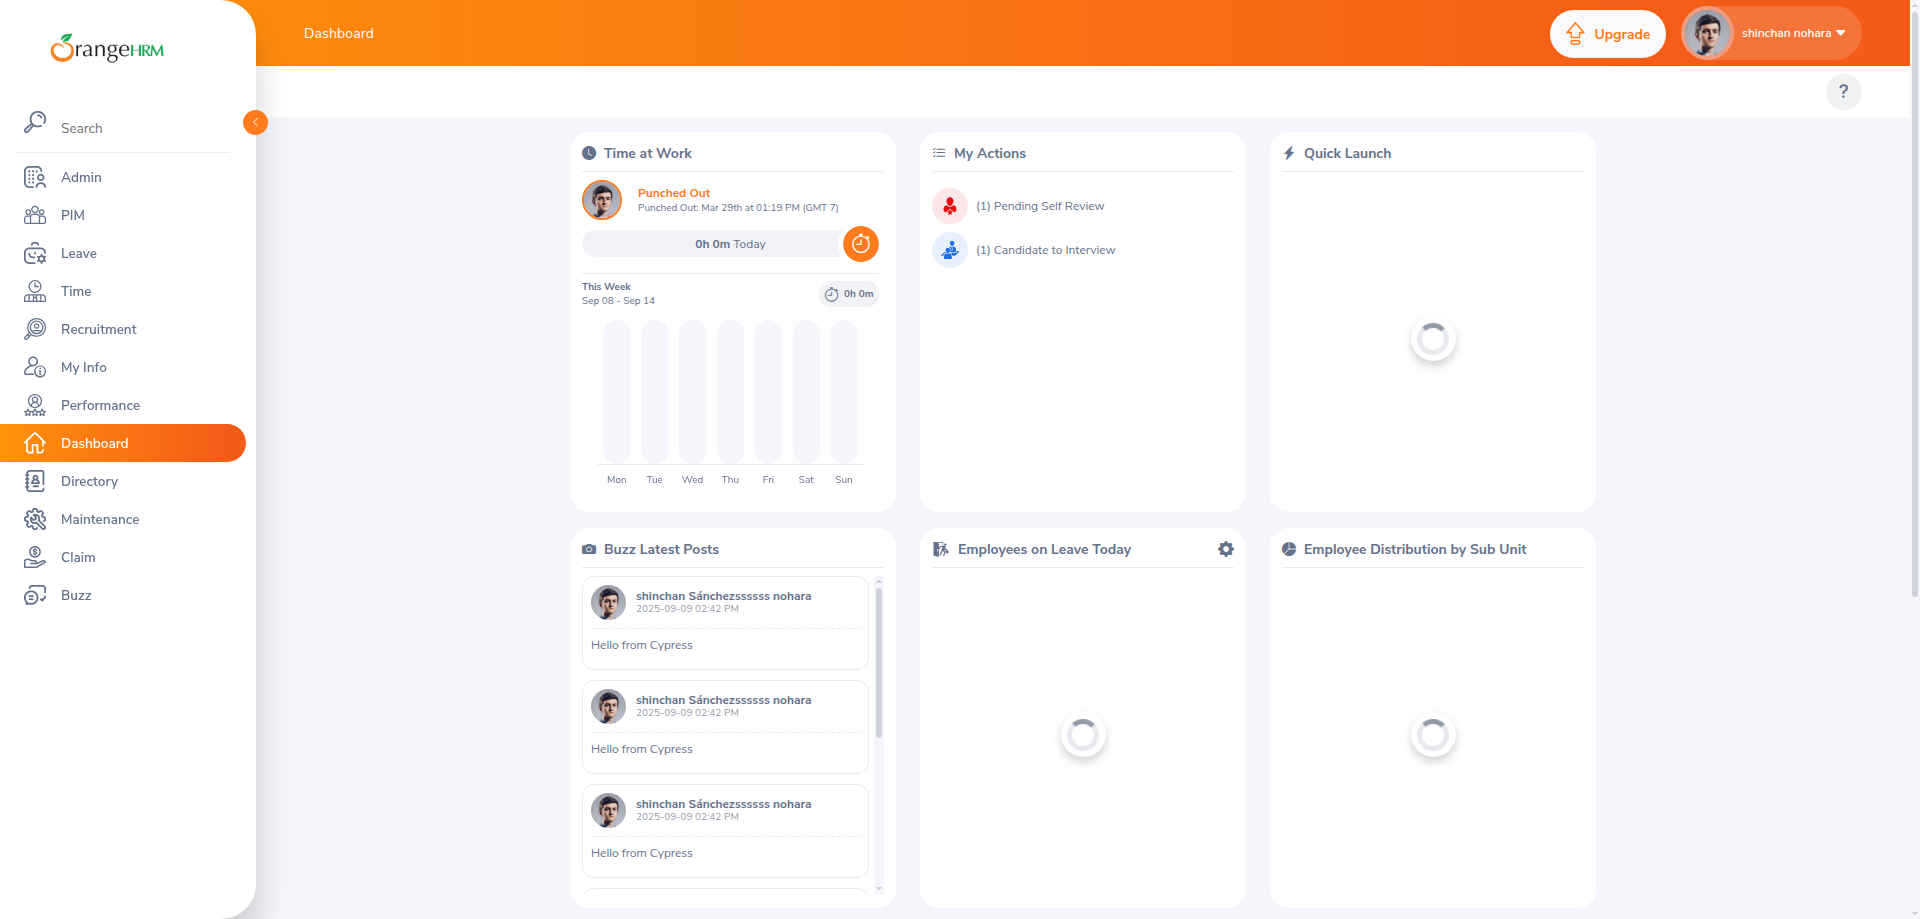 OrangeHRM
Search
Admin
PIM
Leave
Time
Recruitment
My Info
Performance
Dashboard
Directory
Maintenance
Claim
Buzz
Dashboard
Upgrade
shinchan nohara
?
Time at Work
Punched Out
Punched Out: Mar 29th at 01:19 PM (GMT 7)
0h 0m Today
This Week
Sep 08 - Sep 14
0h 0m
Mon Tue Wed Thu Fri Sat Sun
My Actions
(1) Pending Self Review
(1) Candidate to Interview
Quick Launch
Buzz Latest Posts
shinchan Sánchezssssss nohara
2025-09-09 02:42 PM
Hello from Cypress
shinchan Sánchezssssss nohara
2025-09-09 02:42 PM
Hello from Cypress
shinchan Sánchezssssss nohara
2025-09-09 02:42 PM
Hello from Cypress
Employees on Leave Today
Employee Distribution by Sub Unit